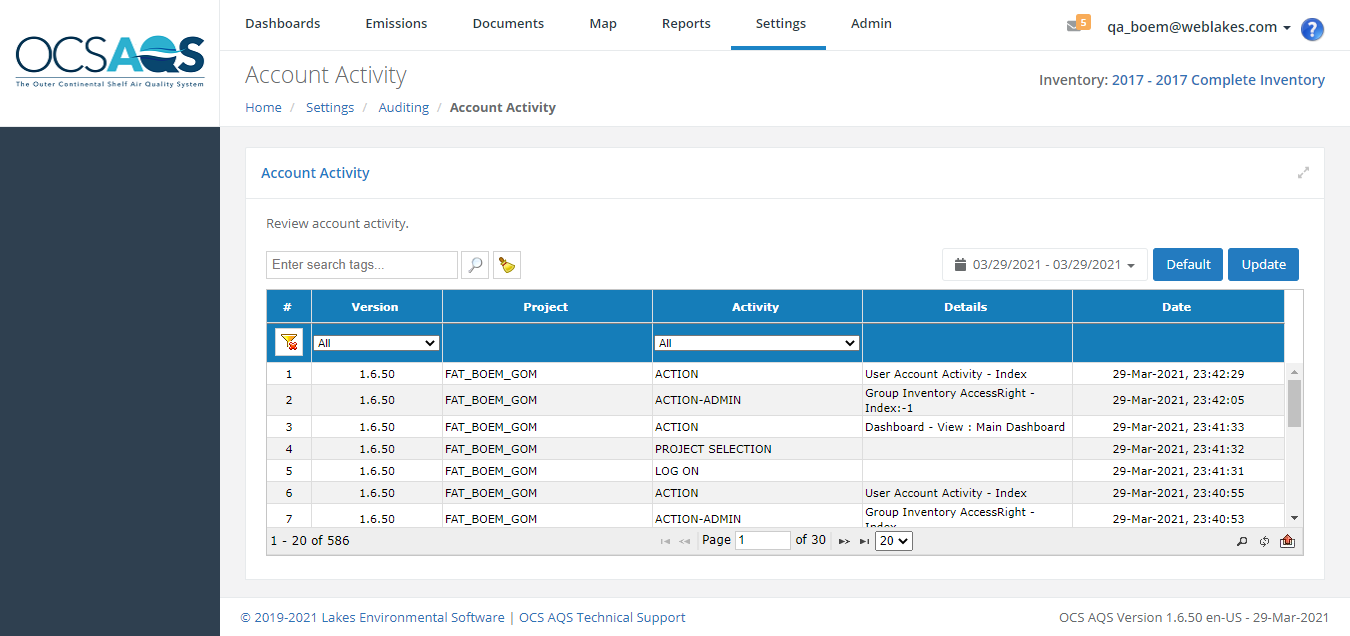 OCSAQS
The Outer Continental Shelf Air Quality System
Dashboards Emissions Documents Map Reports Settings Admin
5 qa_boem@weblakes.com ?
Account Activity
Inventory: 2017 - 2017 Complete Inventory
Home / Settings / Auditing / Account Activity
Account Activity
Review account activity.
Enter search tags...
03/29/2021 - 03/29/2021 Default Update
# Version Project Activity Details Date
All All
1 1.6.50 FAT_BOEM_GOM ACTION User Account Activity - Index 29-Mar-2021, 23:42:29
2 1.6.50 FAT_BOEM_GOM ACTION-ADMIN Group Inventory AccessRight - 29-Mar-2021, 23:42:05
Index:-1
3 1.6.50 FAT_BOEM_GOM ACTION Dashboard - View : Main Dashboard 29-Mar-2021, 23:41:33
4 1.6.50 FAT_BOEM_GOM PROJECT SELECTION 29-Mar-2021, 23:41:32
5 1.6.50 FAT_BOEM_GOM LOG ON 29-Mar-2021, 23:41:31
6 1.6.50 FAT_BOEM_GOM ACTION User Account Activity - Index 29-Mar-2021, 23:40:55
7 1.6.50 FAT_BOEM_GOM ACTION-ADMIN Group Inventory AccessRight - 29-Mar-2021, 23:40:53
1 - 20 of 586 Page 1 of 30 20
© 2019-2021 Lakes Environmental Software | OCS AQS Technical Support
OCS AQS Version 1.6.50 en-US - 29-Mar-2021